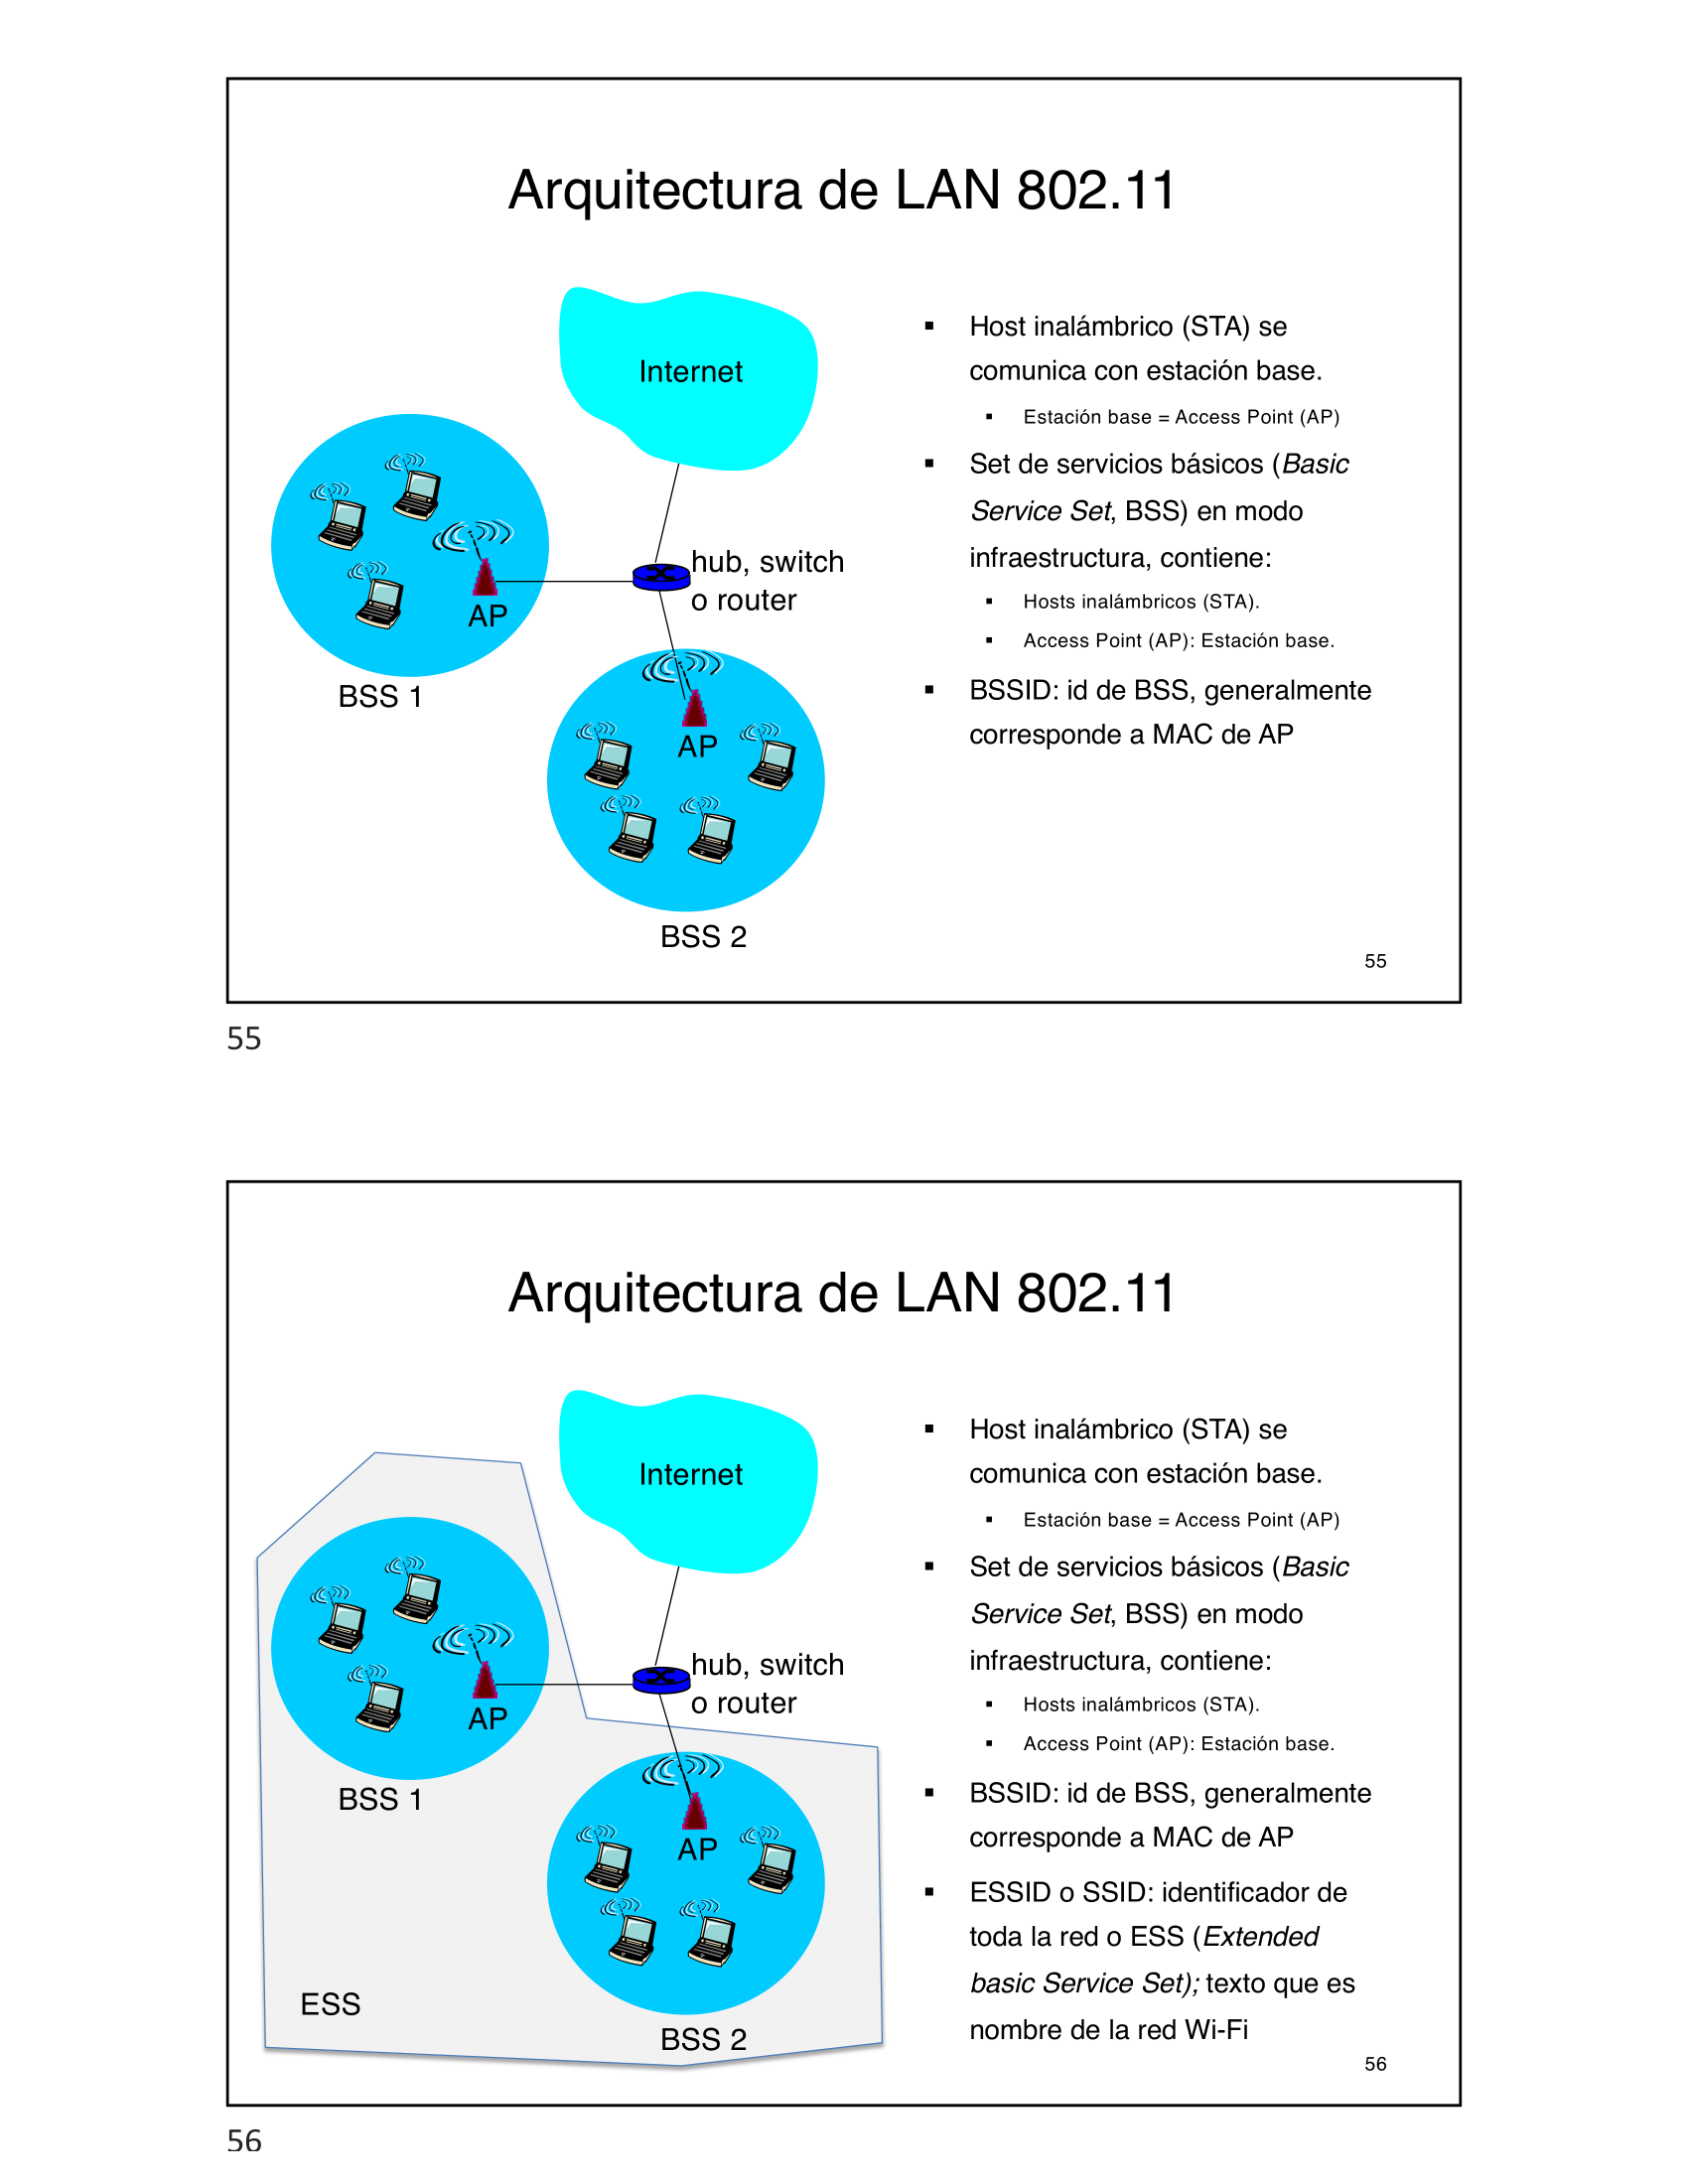 Arquitectura de LAN 802.11
Internet
hub, switch
o router
AP
BSS 1
AP
BSS 2
▪ Host inalámbrico (STA) se
comunica con estación base.
▪ Estación base = Access Point (AP)
▪ Set de servicios básicos (Basic
Service Set, BSS) en modo
infraestructura, contiene:
▪ Hosts inalámbricos (STA).
▪ Access Point (AP): Estación base.
▪ BSSID: id de BSS, generalmente
corresponde a MAC de AP
55
55
Arquitectura de LAN 802.11
Internet
hub, switch
o router
AP
BSS 1
AP
ESS
BSS 2
▪ Host inalámbrico (STA) se
comunica con estación base.
▪ Estación base = Access Point (AP)
▪ Set de servicios básicos (Basic
Service Set, BSS) en modo
infraestructura, contiene:
▪ Hosts inalámbricos (STA).
▪ Access Point (AP): Estación base.
▪ BSSID: id de BSS, generalmente
corresponde a MAC de AP
▪ ESSID o SSID: identificador de
toda la red o ESS (Extended
basic Service Set); texto que es
nombre de la red Wi-Fi
56
56